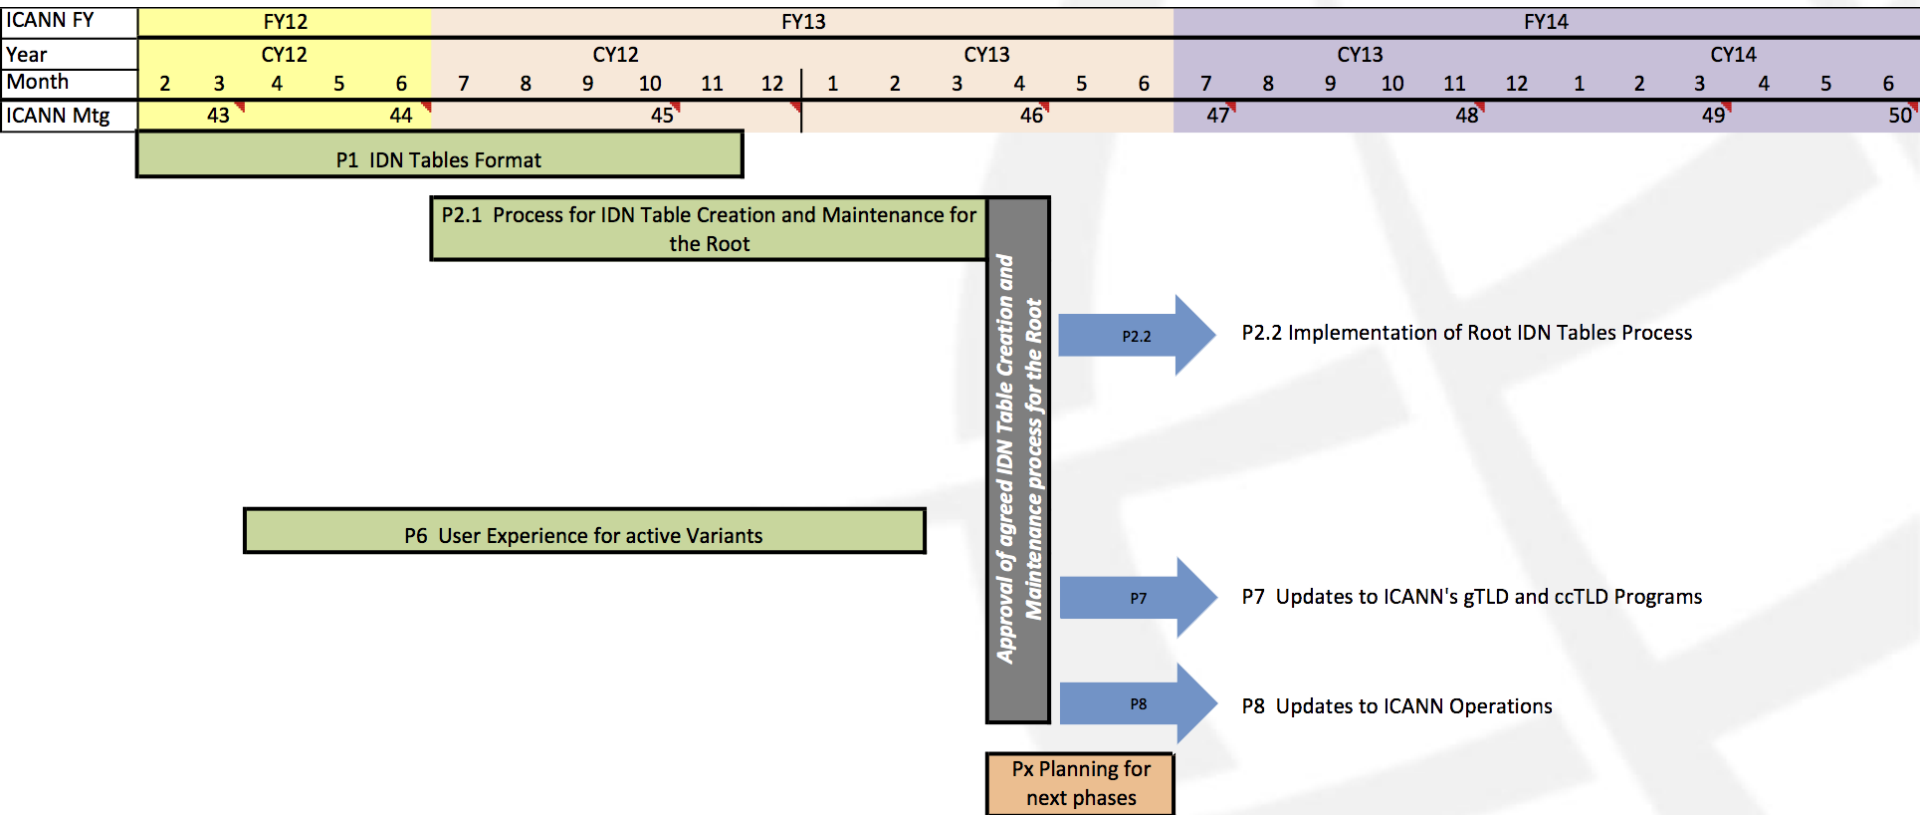 ICANN FY FY12 FY13 FY14
Year CY12 CY12 CY13 CY13 CY14
Month 2 3 4 5 6 7 8 9 10 11 12 1 2 3 4 5 6 7 8 9 10 11 12 1 2 3 4 5 6
ICANN Mtg 43 44 45 46 47 48 49 50
P1 IDN Tables Format
P2.1 Process for IDN Table Creation and Maintenance for
the Root
Approval of agreed IDN Table Creation and
Maintenance process for the Root
P2.2
P2.2 Implementation of Root IDN Tables Process
P6 User Experience for active Variants
P7
P7 Updates to ICANN's gTLD and ccTLD Programs
P8
P8 Updates to ICANN Operations
Px Planning for
next phases